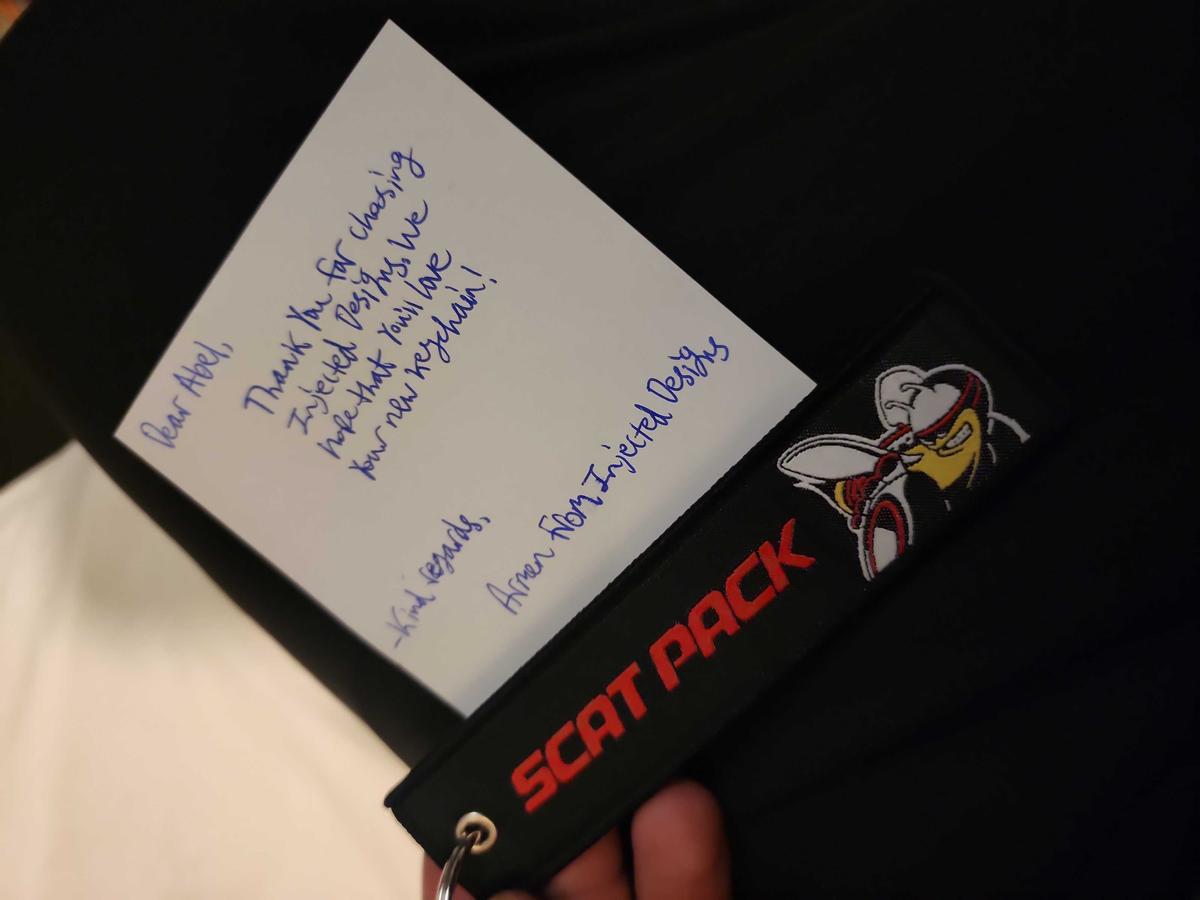 Dear Abel,
Thank You for chosing
Injected Designs. We
hope that You'll love
Your new keychain!
-Kind regards,
Armen From Injected Designs
SCAT PACK